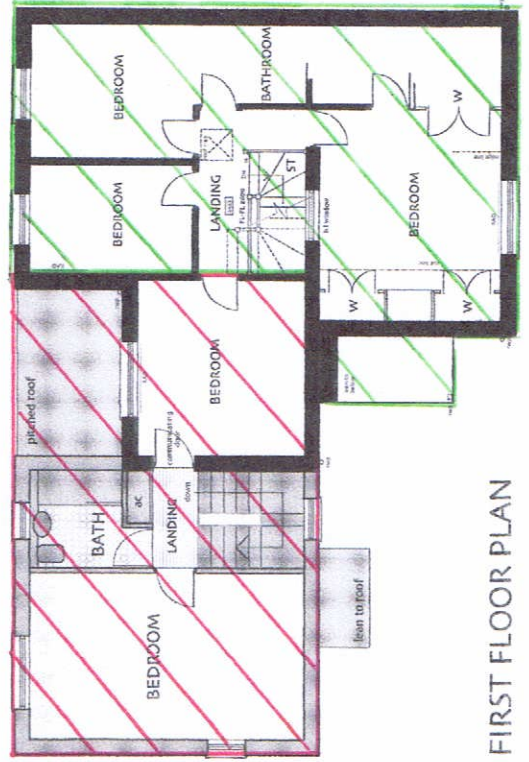 BEDROOM
BATHROOM
W
BEDROOM
LANDING
ST
BEDROOM
W
W
pitched roof
BEDROOM
communicating
door
BATH
ac
LANDING
down
BEDROOM
lean to roof
FIRST FLOOR PLAN